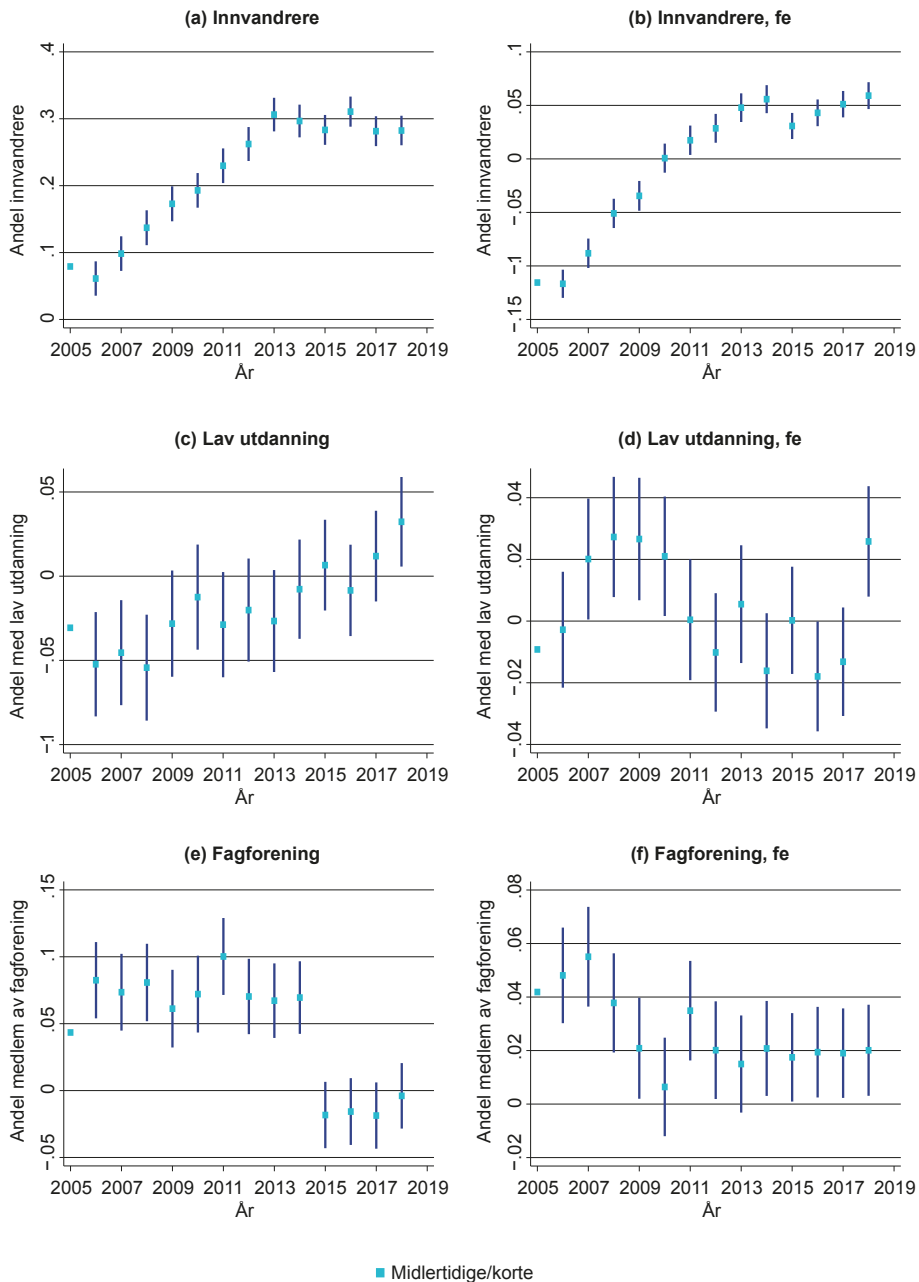 (a) Innvandrere
Andel innvandrere
.4
.3
.2
.1
0
2005 2007 2009 2011 2013 2015 2017 2019
År
(b) Innvandrere, fe
Andel innvandrere
.1
.05
0
-.05
-.1
-.15
2005 2007 2009 2011 2013 2015 2017 2019
År
(c) Lav utdanning
Andel med lav utdanning
.05
0
-.05
-.1
2005 2007 2009 2011 2013 2015 2017 2019
År
(d) Lav utdanning, fe
Andel med lav utdanning
.04
.02
0
-.02
-.04
2005 2007 2009 2011 2013 2015 2017 2019
År
(e) Fagforening
Andel medlem av fagforening
.15
.1
.05
0
-.05
2005 2007 2009 2011 2013 2015 2017 2019
År
(f) Fagforening, fe
Andel medlem av fagforening
.08
.06
.04
.02
0
-.02
2005 2007 2009 2011 2013 2015 2017 2019
År
Midlertidige/korte